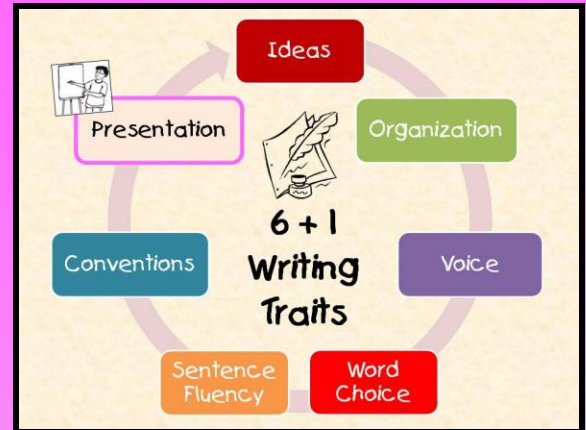 Ideas
Presentation
Organization
6 + 1
Writing
Traits
Conventions
Voice
Sentence
Fluency
Word
Choice